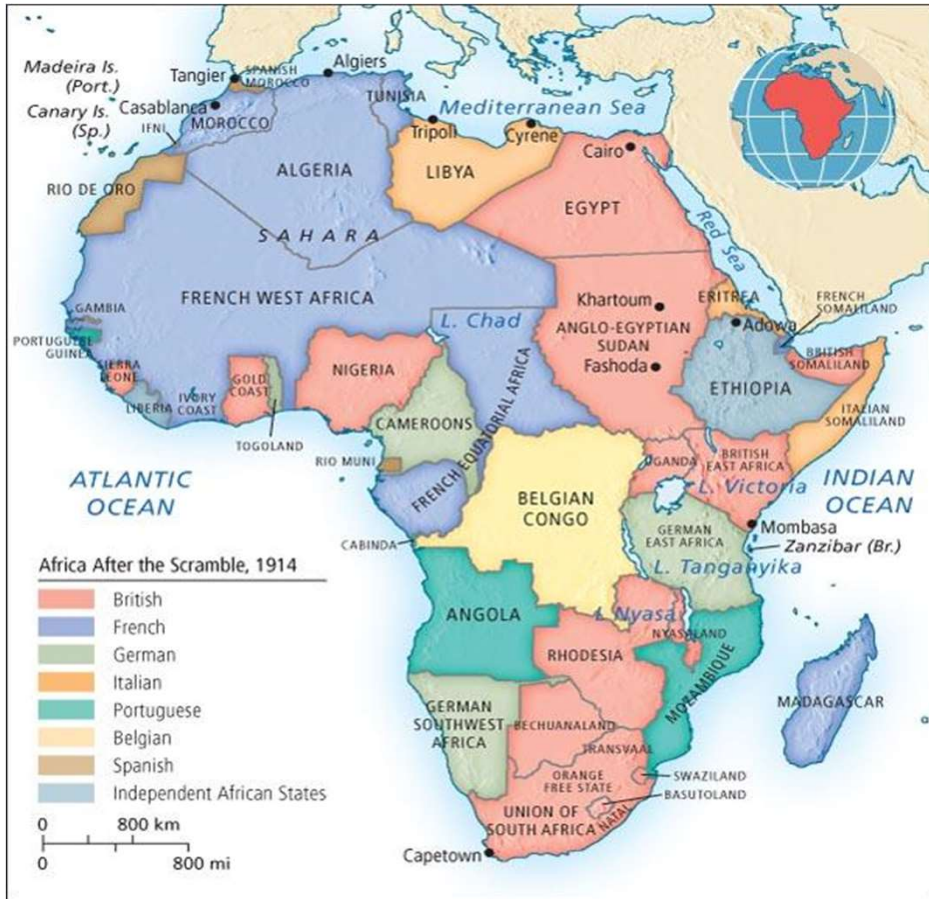 Madeira Is.
(Port.)
Canary Is.
(Sp.)
Tangier
SPANISH
MOROCCO
Algiers
Casablanca
MOROCCO
IFNI
TUNISIA
Mediterranean Sea
Tripoli
Cyrene
Cairo
RIO DE ORO
ALGERIA
LIBYA
EGYPT
SAHARA
Red Sea
FRENCH WEST AFRICA
Khartoum
ERITREA
FRENCH
SOMALILAND
GAMBIA
L. Chad
ANGLO-EGYPTIAN
SUDAN
Adowa
PORTUGUESE
GUINEA
SIERRA
LEONE
NIGERIA
Fashoda
BRITISH
SOMALILAND
GOLD
COAST
ETHIOPIA
LIBERIA
IVORY
COAST
CAMEROONS
FRENCH EQUATORIAL AFRICA
ITALIAN
SOMALILAND
TOGOLAND
RIO MUNI
UGANDA
BRITISH
EAST AFRICA
ATLANTIC
OCEAN
BELGIAN
CONGO
L. Victoria
INDIAN
OCEAN
CABINDA
GERMAN
EAST AFRICA
Mombasa
Zanzibar (Br.)
L. Tanganyika
ANGOLA
L. Nyasa
NYASALAND
RHODESIA
MOZAMBIQUE
MADAGASCAR
GERMAN
SOUTHWEST
AFRICA
BECHUANALAND
TRANSVAAL
ORANGE
FREE STATE
SWAZILAND
BASUTOLAND
UNION OF
SOUTH AFRICA
NATAL
Capetown
Africa After the Scramble, 1914
British
French
German
Italian
Portuguese
Belgian
Spanish
Independent African States
0 800 km
0 800 mi